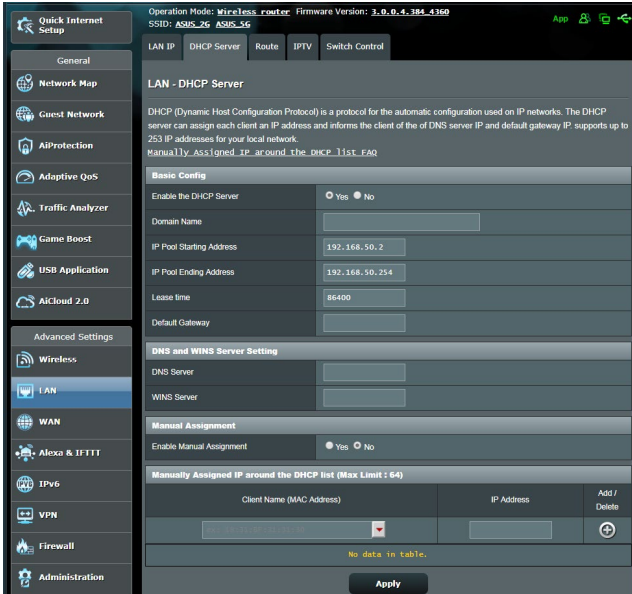 Quick Internet
Setup
Operation Mode: Wireless router Firmware Version: 3.0.0.4.384_4360
SSID: ASUS_2G ASUS_5G
App
General
Network Map
Guest Network
AiProtection
Adaptive QoS
Traffic Analyzer
Game Boost
USB Application
AiCloud 2.0
Advanced Settings
Wireless
LAN
WAN
Alexa & IFTTT
IPv6
VPN
Firewall
Administration
LAN IP DHCP Server Route IPTV Switch Control
LAN - DHCP Server
DHCP (Dynamic Host Configuration Protocol) is a protocol for the automatic configuration used on IP networks. The DHCP
server can assign each client an IP address and informs the client of the of DNS server IP and default gateway IP. supports up to
253 IP addresses for your local network.
Manually Assigned IP around the DHCP list FAQ
Basic Config
Enable the DHCP Server Yes No
Domain Name
IP Pool Starting Address 192.168.50.2
IP Pool Ending Address 192.168.50.254
Lease time 86400
Default Gateway
DNS and WINS Server Setting
DNS Server
WINS Server
Manual Assignment
Enable Manual Assignment Yes No
Manually Assigned IP around the DHCP list (Max Limit : 64)
Client Name (MAC Address) IP Address Add /
Delete
No data in table.
Apply